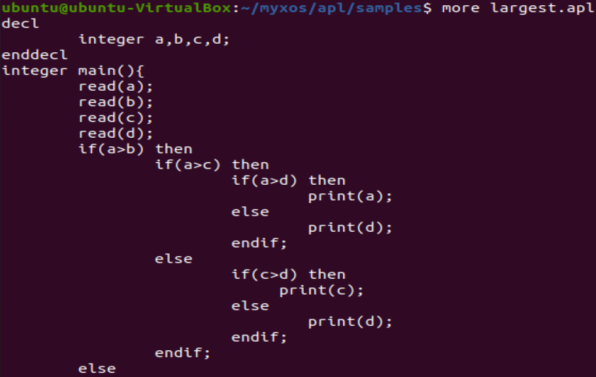 ubuntu@ubuntu-VirtualBox:~/myxos/apl/samples$ more largest.apl
decl
        integer a,b,c,d;
enddecl
integer main(){
        read(a);
        read(b);
        read(c);
        read(d);
        if(a>b) then
                if(a>c) then
                        if(a>d) then
                                print(a);
                        else
                                print(d);
                        endif;
                else
                        if(c>d) then
                             print(c);
                        else
                                print(d);
                        endif;
                endif;
        else